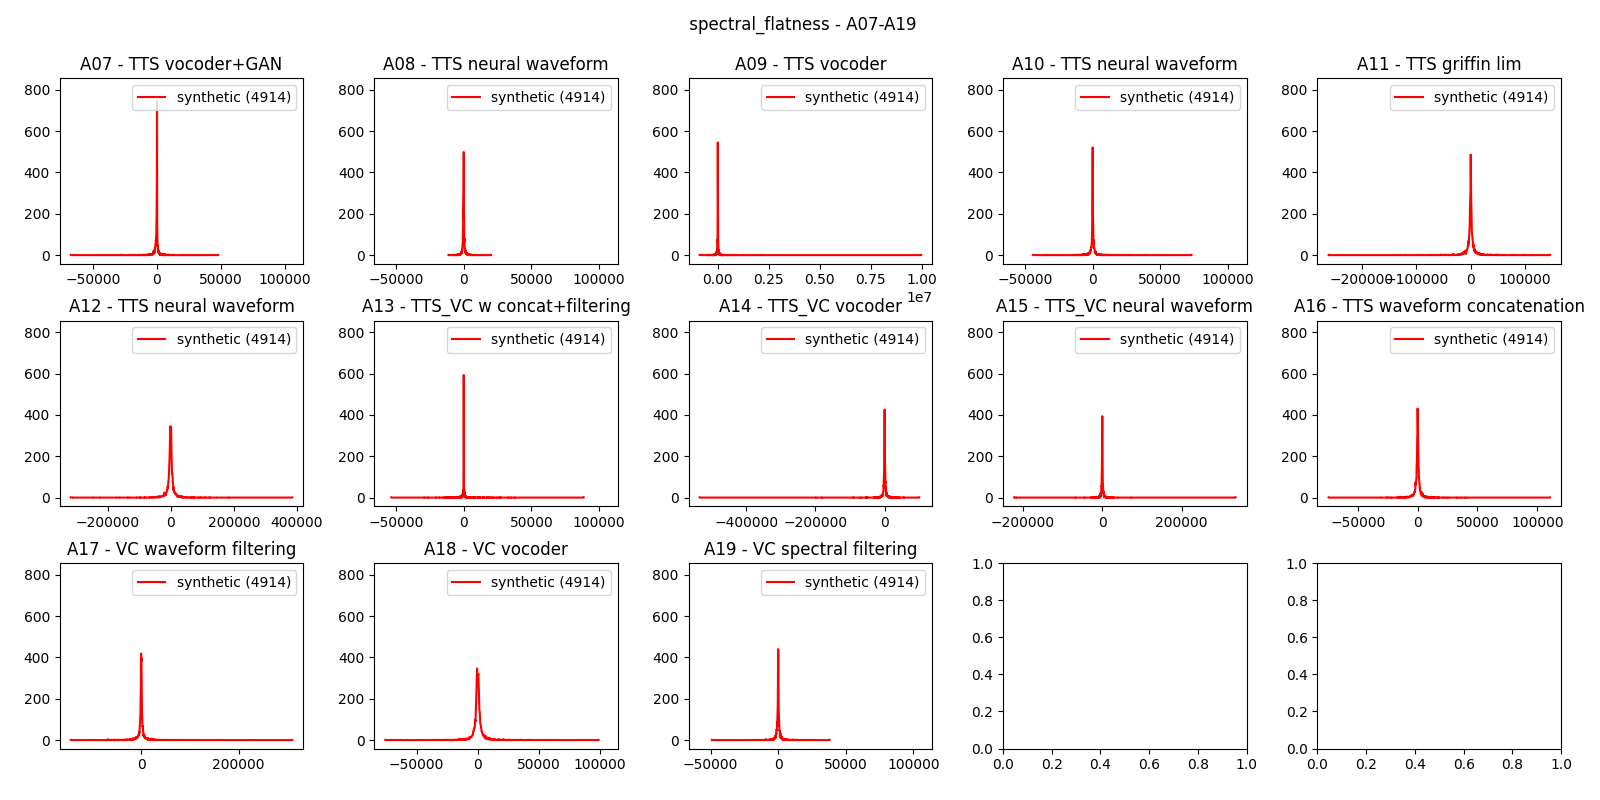 spectral_flatness - A07-A19
A07 - TTS vocoder+GAN
synthetic (4914)
800
600
400
200
0
−50000 0 50000 100000
A08 - TTS neural waveform
synthetic (4914)
800
600
400
200
0
−50000 0 50000 100000
A09 - TTS vocoder
synthetic (4914)
800
600
400
200
0
0.0 2.5 5.0 7.5 10.0
0.00 0.25 0.50 0.75 1.00
1e7
A10 - TTS neural waveform
synthetic (4914)
800
600
400
200
0
−50000 0 50000 100000
A11 - TTS griffin lim
synthetic (4914)
800
600
400
200
0
−200000 −100000 0 100000
A12 - TTS neural waveform
synthetic (4914)
800
600
400
200
0
−200000 0 200000 400000
A13 - TTS_VC w concat+filtering
synthetic (4914)
800
600
400
200
0
−50000 0 50000 100000
A14 - TTS_VC vocoder
synthetic (4914)
800
600
400
200
0
−400000 −200000 0
A15 - TTS_VC neural waveform
synthetic (4914)
800
600
400
200
0
−200000 0 200000
A16 - TTS waveform concatenation
synthetic (4914)
800
600
400
200
0
−50000 0 50000 100000
A17 - VC waveform filtering
synthetic (4914)
800
600
400
200
0
0 200000
A18 - VC vocoder
synthetic (4914)
800
600
400
200
0
−50000 0 50000 100000
A19 - VC spectral filtering
synthetic (4914)
800
600
400
200
0
−50000 0 50000 100000
1.0
0.8
0.6
0.4
0.2
0.0
0.0 0.2 0.4 0.6 0.8 1.0
1.0
0.8
0.6
0.4
0.2
0.0
0.0 0.2 0.4 0.6 0.8 1.0